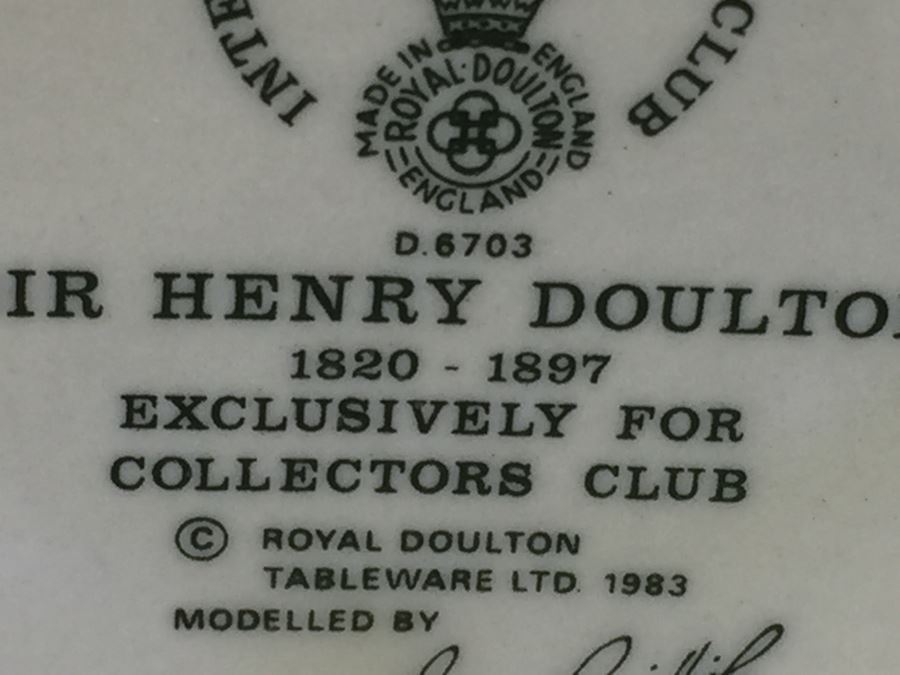 INTE CLUB
MADE IN ENGLAND
ROYAL·DOULTON
ENGLAND
D.6703
IR HENRY DOULTO
1820 - 1897
EXCLUSIVELY FOR
COLLECTORS CLUB
© ROYAL DOULTON
TABLEWARE LTD. 1983
MODELLED BY